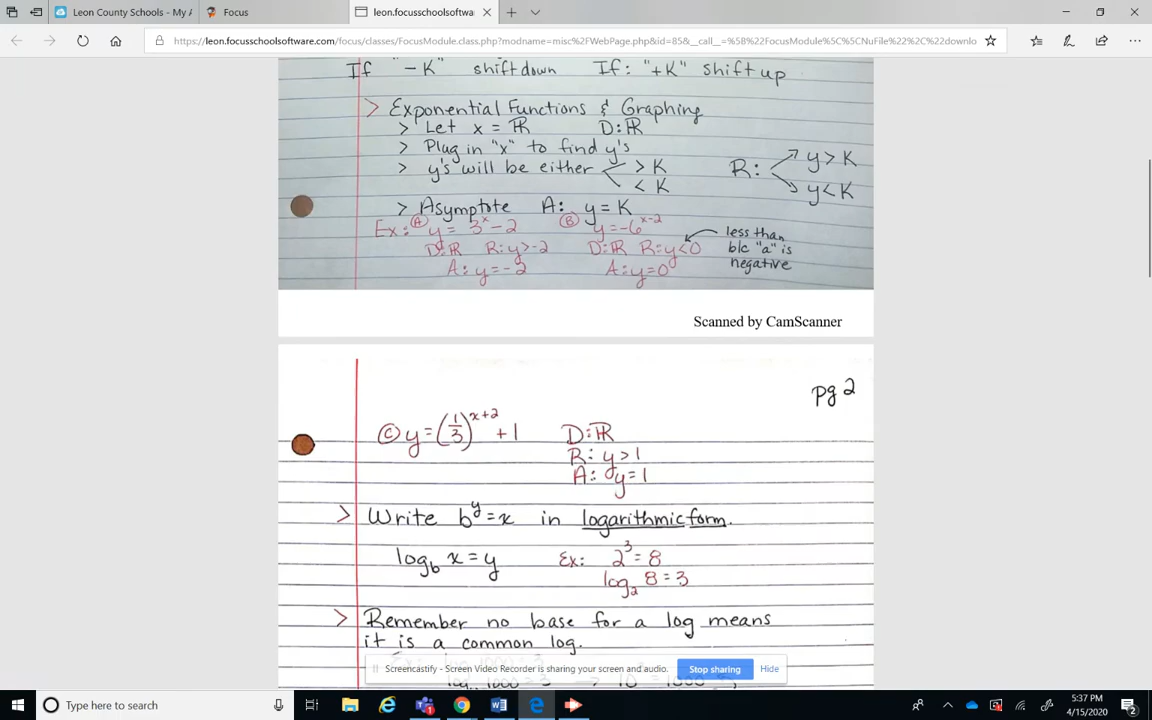 Leon County Schools - My A
Focus
leon.focusschoolsoftwa
https://leon.focusschoolsoftware.com/focus/classes/FocusModule.class.php?modname=misc%2FWebPage.php&id=85&__call__=%5B%22FocusModule%5C%5CNuFile%22%2C%22downlo
If "-K" shift down If: "+K" shift up
> Exponential Functions & Graphing
> Let x = ℝ D: ℝ
> Plug in "x" to find y's
> y's will be either > K
< K
R: y > K
y < K
> Asymptote A: y = K
Ex: Ⓐ y = 3^x - 2 Ⓑ y = -6^(x-2)
D: ℝ R: y > -2 D: ℝ R: y < 0
A: y = -2 A: y = 0
less than
b/c "a" is
negative
Scanned by CamScanner
pg 2
Ⓒ y = (1/3)^(x+2) + 1 D: ℝ
R: y > 1
A: y = 1
> Write b^y = x in logarithmic form.
log_b x = y Ex: 2^3 = 8
log_2 8 = 3
> Remember no base for a log means
it is a common log.
Screencastify - Screen Video Recorder is sharing your screen and audio. Stop sharing Hide
1000 = 3 → 10
Type here to search
5:37 PM
4/15/2020
2